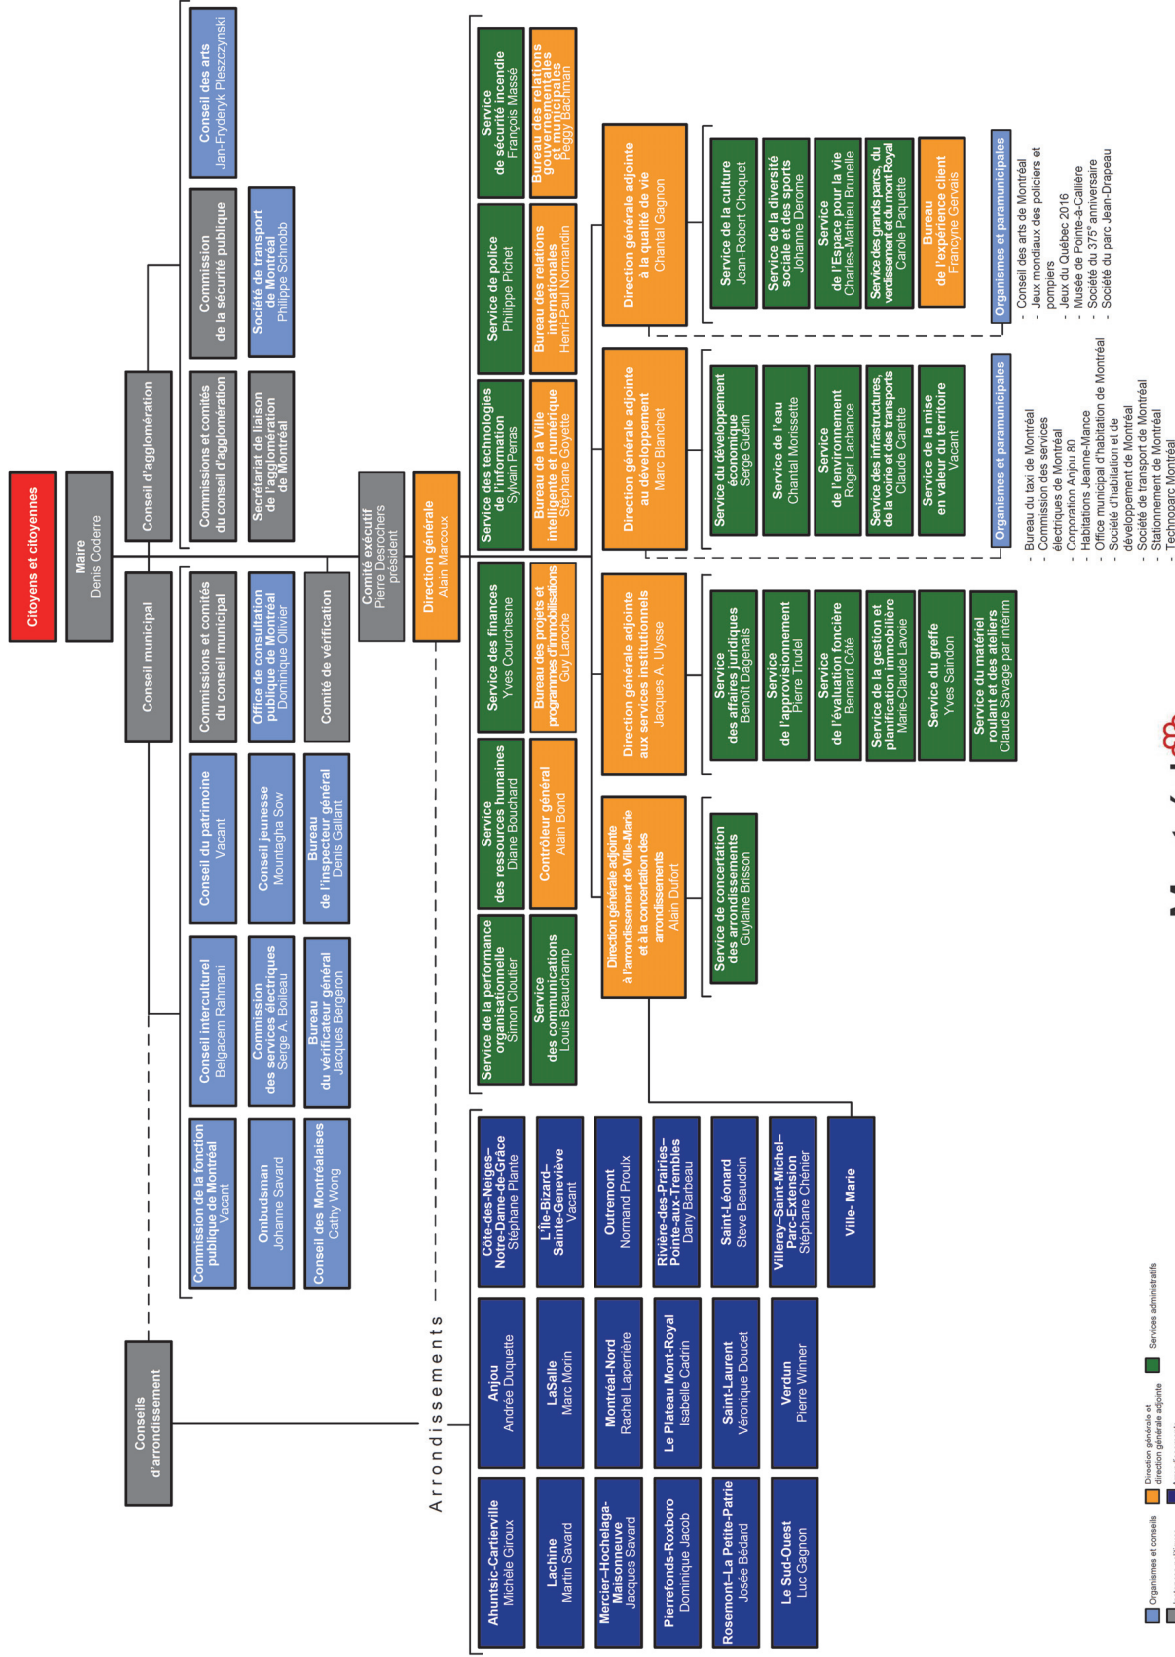 Citoyens et citoyennes
Maire
Denis Coderre
Conseil municipal
Conseil d'agglomération
Conseils
d'arrondissement
Commission de la fonction
publique de Montréal
Vacant
Conseil interculturel
Belgacem Rahmani
Conseil du patrimoine
Vacant
Commissions et comités
du conseil municipal
Commissions et comités
du conseil d'agglomération
Commission
de la sécurité publique
Conseil des arts
Jan-Fryderyk Pleszczynski
Ombudsman
Johanne Savard
Commission
des services électriques
Serge A. Boileau
Conseil jeunesse
Mountagha Sow
Office de consultation
publique de Montréal
Dominique Ollivier
Secrétariat de liaison
de l'agglomération
de Montréal
Société de transport
de Montréal
Philippe Schnobb
Conseil des Montréalaises
Cathy Wong
Bureau
du vérificateur général
Jacques Bergeron
Bureau
de l'inspecteur général
Denis Gallant
Comité de vérification
Comité exécutif
Pierre Desrochers
président
Direction générale
Alain Marcoux
Arrondissements
Service de la performance
organisationnelle
Simon Cloutier
Service
des ressources humaines
Diane Bouchard
Service des finances
Yves Courchesne
Service des technologies
de l'information
Sylvain Perras
Service de police
Philippe Pichet
Service
de sécurité incendie
François Massé
Service
des communications
Louis Beauchamp
Contrôleur général
Alain Bond
Bureau des projets et
programmes d'immobilisations
Guy Laroche
Bureau de la Ville
intelligente et numérique
Stéphane Goyette
Bureau des relations
internationales
Henri-Paul Normandin
Bureau des relations
gouvernementales
et municipales
Peggy Bachman
Direction générale adjointe
à l'arrondissement de Ville-Marie
et à la concertation des
arrondissements
Alain Dufort
Direction générale adjointe
aux services institutionnels
Jacques A. Ulysse
Direction générale adjointe
au développement
Marc Blanchet
Direction générale adjointe
à la qualité de vie
Chantal Gagnon
Service de concertation
des arrondissements
Guylaine Brisson
Service
des affaires juridiques
Benoit Dagenais
Service
de l'approvisionnement
Pierre Trudel
Service
de l'évaluation foncière
Bernard Côté
Service de la gestion et
planification immobilière
Marie-Claude Lavoie
Service du greffe
Yves Saindon
Service du matériel
roulant et des ateliers
Claude Savage par intérim
Service du développement
économique
Serge Guérin
Service de l'eau
Chantal Morissette
Service
de l'environnement
Roger Lachance
Service des infrastructures,
de la voirie et des transports
Claude Carette
Service de la mise
en valeur du territoire
Vacant
Organismes et paramunicipales
- Bureau du taxi de Montréal
- Commission des services
électriques de Montréal
- Corporation Anjou 80
- Habitations Jeanne-Mance
- Office municipal d'habitation de Montréal
- Société d'habitation et de
développement de Montréal
- Société de transport de Montréal
- Stationnement de Montréal
- Technoparc Montréal
Service de la culture
Jean-Robert Choquet
Service de la diversité
sociale et des sports
Johanne Derome
Service
de l'Espace pour la vie
Charles-Mathieu Brunelle
Service des grands parcs, du
verdissement et du mont Royal
Carole Paquette
Bureau
de l'expérience client
Francyne Gervais
Organismes et paramunicipales
- Conseil des arts de Montréal
- Jeux mondiaux des policiers et
pompiers
- Jeux du Québec 2016
- Musée de Pointe-à-Callière
- Société du 375e anniversaire
- Société du parc Jean-Drapeau
Ahuntsic-Cartierville
Michèle Giroux
Anjou
Andrée Duquette
Côte-des-Neiges–
Notre-Dame-de-Grâce
Stéphane Plante
Lachine
Martin Savard
LaSalle
Marc Morin
L'Île-Bizard–
Sainte-Geneviève
Vacant
Mercier–Hochelaga-
Maisonneuve
Jacques Savard
Montréal-Nord
Rachel Laperrière
Outremont
Normand Proulx
Pierrefonds-Roxboro
Dominique Jacob
Le Plateau Mont-Royal
Isabelle Cadrin
Rivière-des-Prairies–
Pointe-aux-Trembles
Dany Barbeau
Rosemont–La Petite-Patrie
Josée Bédard
Saint-Laurent
Véronique Doucet
Saint-Léonard
Steve Beaudoin
Le Sud-Ouest
Luc Gagnon
Verdun
Pierre Winner
Villeray–Saint-Michel–
Parc-Extension
Stéphane Chénier
Ville-Marie
Organismes et conseils
Direction générale et
direction générale adjointe
Services administratifs